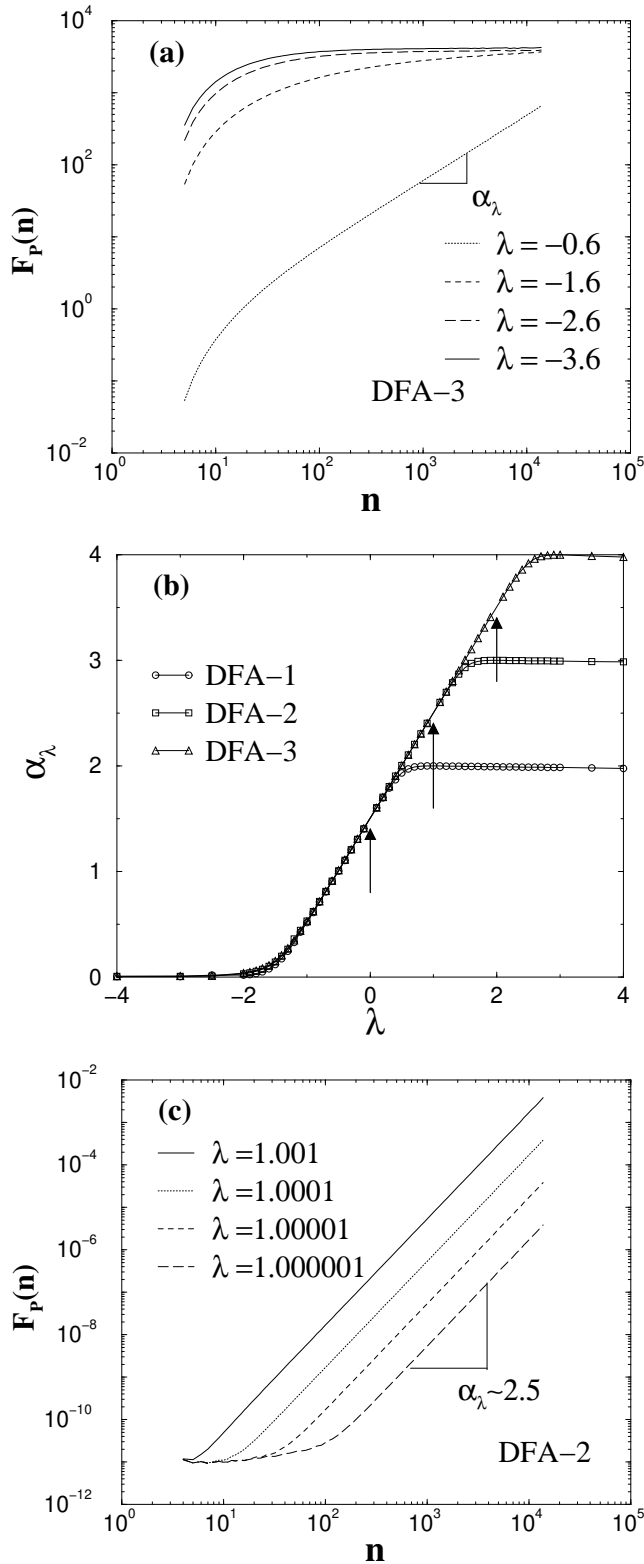 (a)
10^4
10^2
10^0
10^-2
F_P(n)
α_λ
λ = −0.6
λ = −1.6
λ = −2.6
λ = −3.6
DFA−3
10^0 10^1 10^2 10^3 10^4 10^5
n
(b)
4
3
2
1
0
α_λ
DFA−1
DFA−2
DFA−3
−4 −2 0 2 4
λ
(c)
10^-2
10^-4
10^-6
10^-8
10^-10
10^-12
F_P(n)
λ =1.001
λ =1.0001
λ =1.00001
λ =1.000001
α_λ~2.5
DFA−2
10^0 10^1 10^2 10^3 10^4 10^5
n